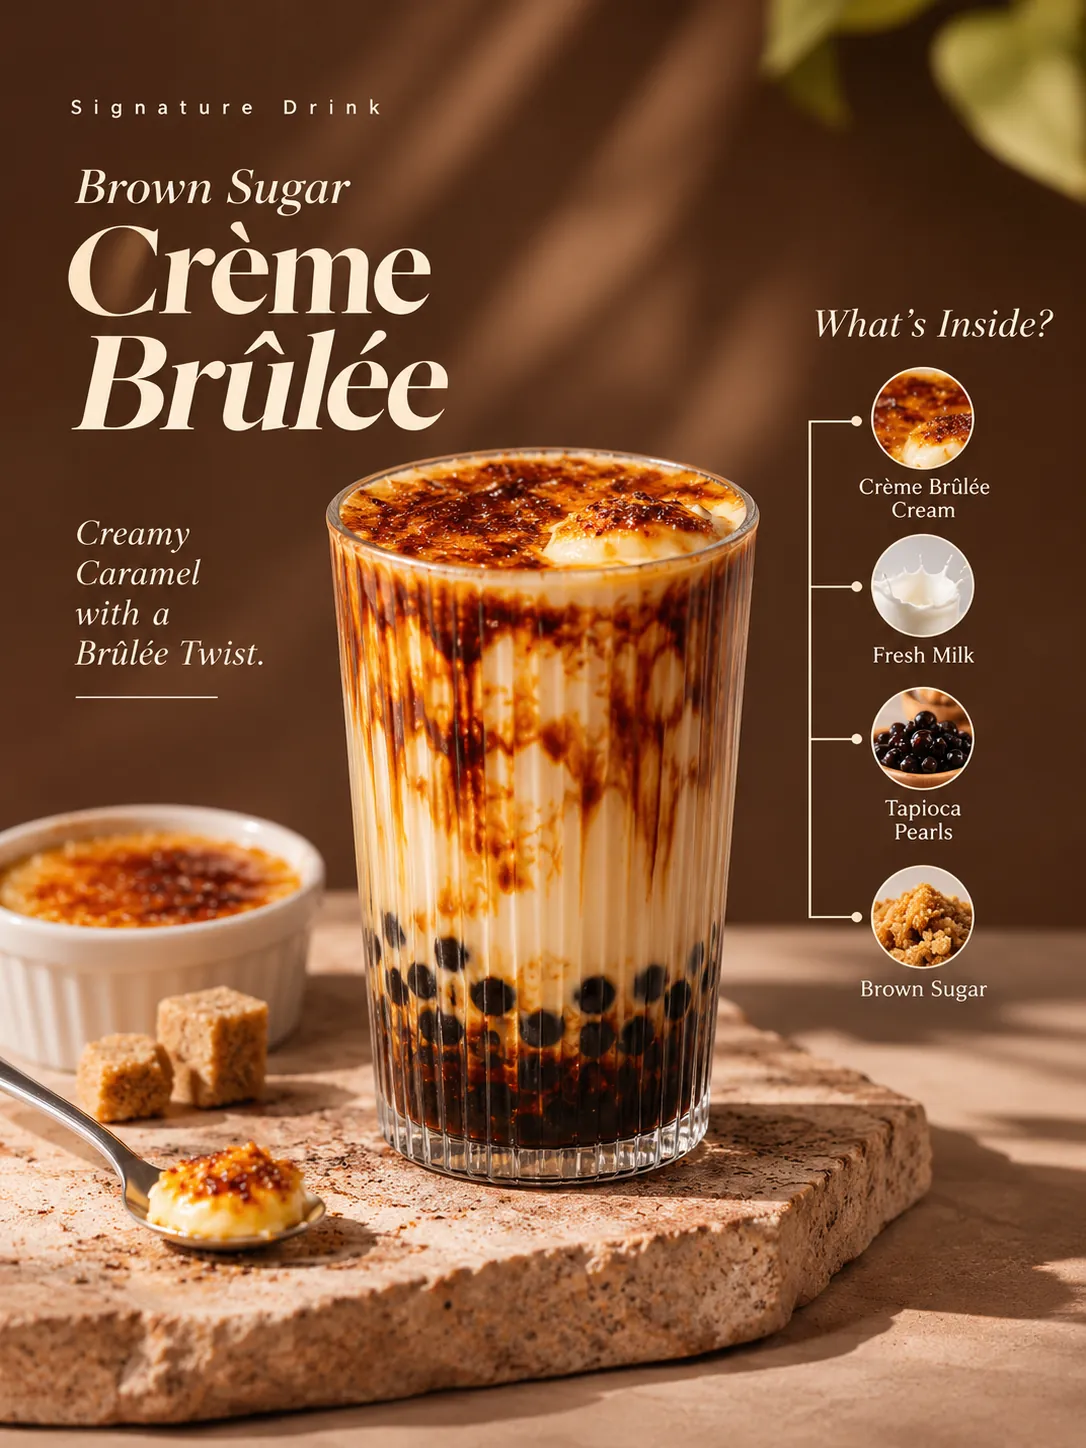 Signature Drink
Brown Sugar
Crème
Brûlée
Creamy
Caramel
with a
Brûlée Twist.
What's Inside?
Crème Brûlée
Cream
Fresh Milk
Tapioca
Pearls
Brown Sugar